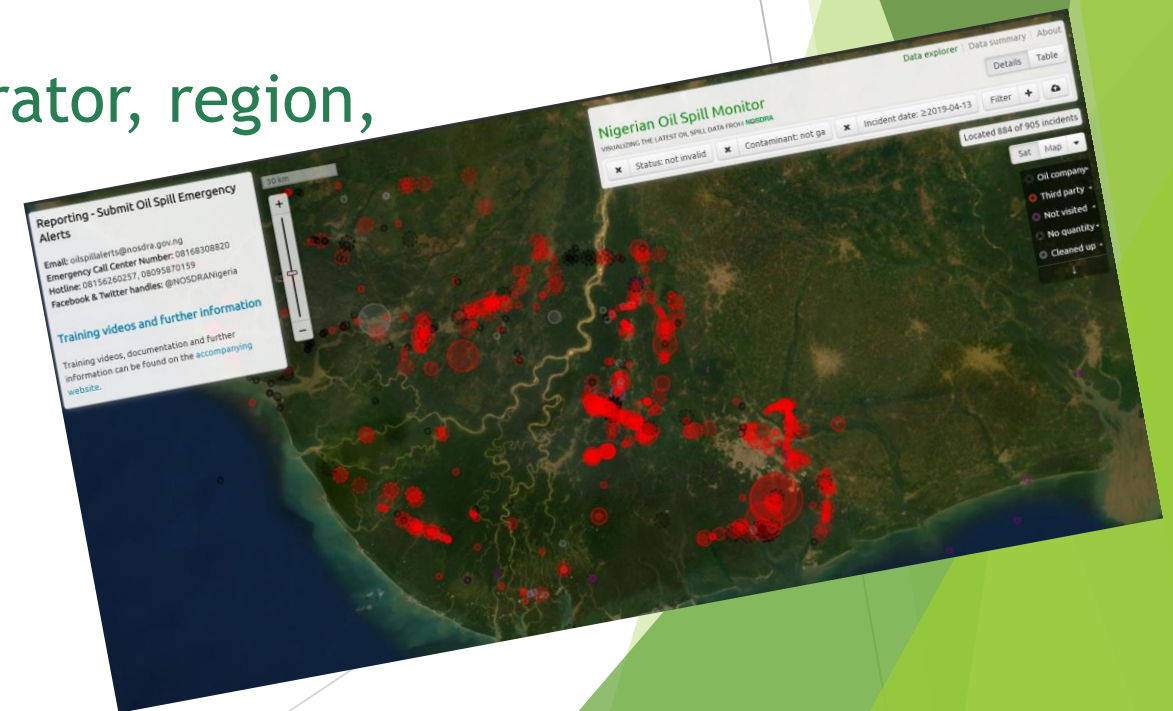 rator, region,
Data explorer Data summary About
Details Table
Nigerian Oil Spill Monitor
VISUALIZING THE LATEST OIL SPILL DATA FROM NOSDRA
✖ Status: not invalid ✖ Contaminant: not ga ✖ Incident date: ≥2019-04-13 Filter +
Located 884 of 905 incidents
Sat Map
Oil company
Third party
Not visited
No quantity
Cleaned up
↓
30 km
+
−
Reporting - Submit Oil Spill Emergency
Alerts
Email: oilspillalerts@nosdra.gov.ng
Emergency Call Center Number: 08168308820
Hotline: 08156260257, 08095870159
Facebook & Twitter handles: @NOSDRANigeria
Training videos and further information
Training videos, documentation and further
information can be found on the accompanying
website.